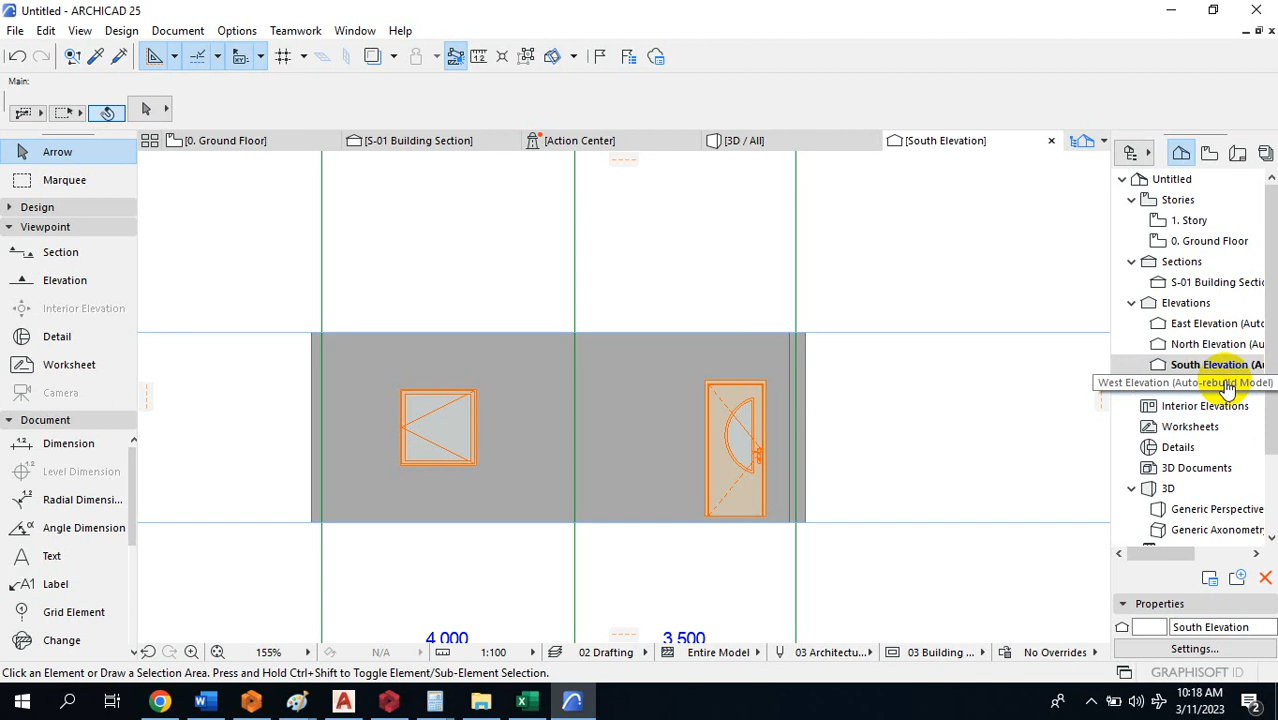 Untitled - ARCHICAD 25
File Edit View Design Document Options Teamwork Window Help
Main:
[0. Ground Floor] [S-01 Building Section] [Action Center] [3D / All] [South Elevation]
Arrow
Marquee
Design
Viewpoint
Section
Elevation
Interior Elevation
Detail
Worksheet
Camera
Document
Dimension
Level Dimension
Radial Dimensi...
Angle Dimension
Text
Label
Grid Element
Change
4 000 3 500
Untitled
Stories
1. Story
0. Ground Floor
Sections
S-01 Building Sectio
Elevations
East Elevation (Auto
North Elevation (Au
South Elevation (Au
West Elevation (Auto-rebuild Model)
Interior Elevations
Worksheets
Details
3D Documents
3D
Generic Perspective
Generic Axonometr
Properties
South Elevation
Settings...
155% N/A 1:100 02 Drafting Entire Model 03 Architectu... 03 Building ... No Overrides
Click an Element or Draw a Selection Area. Press and Hold Ctrl+Shift to Toggle Element/Sub-Element Selection.
GRAPHISOFT ID
10:18 AM
3/11/2023
2